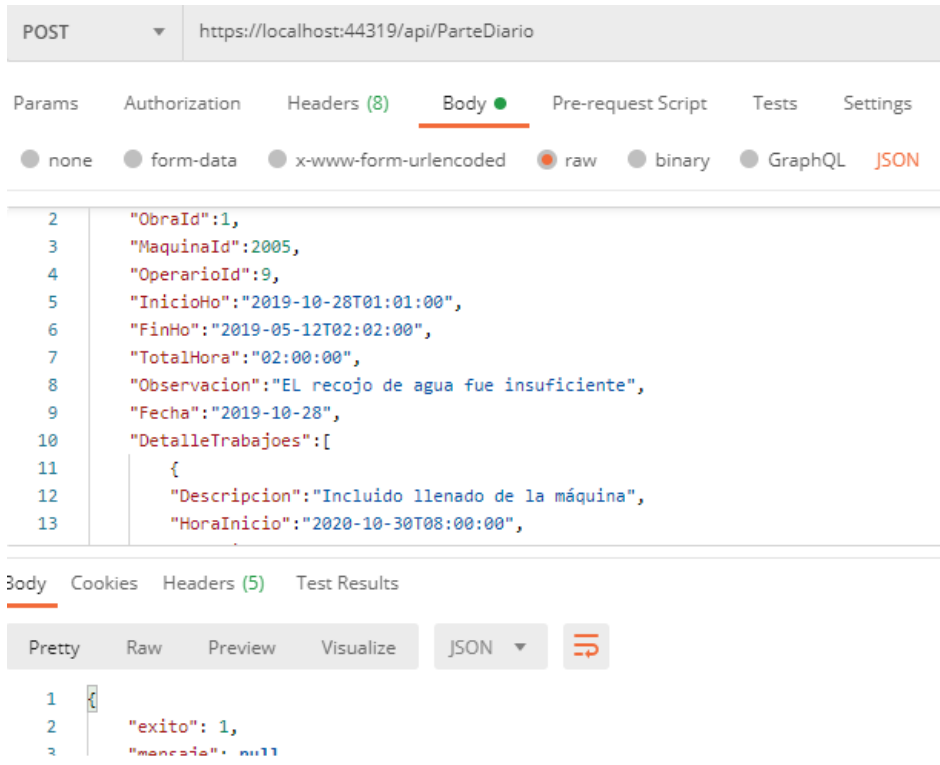 POST https://localhost:44319/api/ParteDiario
Params Authorization Headers (8) Body Pre-request Script Tests Settings
none form-data x-www-form-urlencoded raw binary GraphQL JSON
2 "ObraId":1,
3 "MaquinaId":2005,
4 "OperarioId":9,
5 "InicioHo":"2019-10-28T01:01:00",
6 "FinHo":"2019-05-12T02:02:00",
7 "TotalHora":"02:00:00",
8 "Observacion":"EL recojo de agua fue insuficiente",
9 "Fecha":"2019-10-28",
10 "DetalleTrabajoes":[
11 {
12 "Descripcion":"Incluido llenado de la máquina",
13 "HoraInicio":"2020-10-30T08:00:00",
Body Cookies Headers (5) Test Results
Pretty Raw Preview Visualize JSON
1 {
2 "exito": 1,
3 "mensaje": null